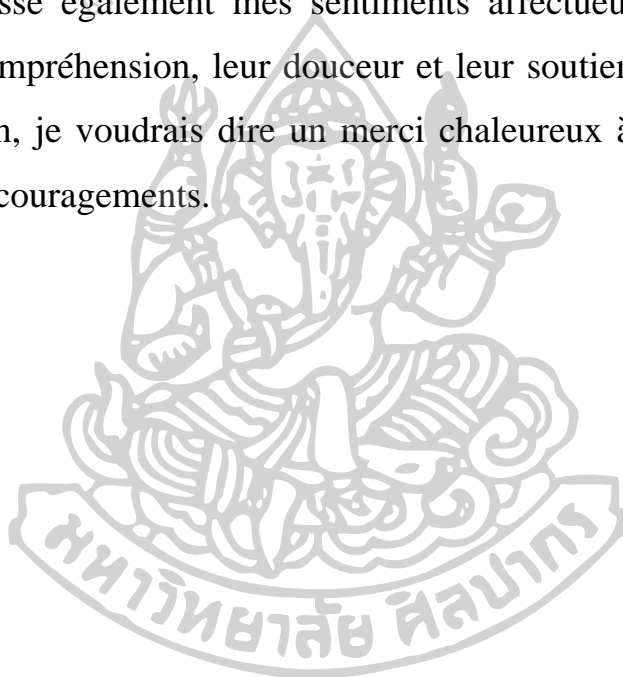 sse également mes sentiments affectueu
mpréhension, leur douceur et leur soutien
n, je voudrais dire un merci chaleureux à
couragements.
มหาวิทยาลัย ศิลปากร